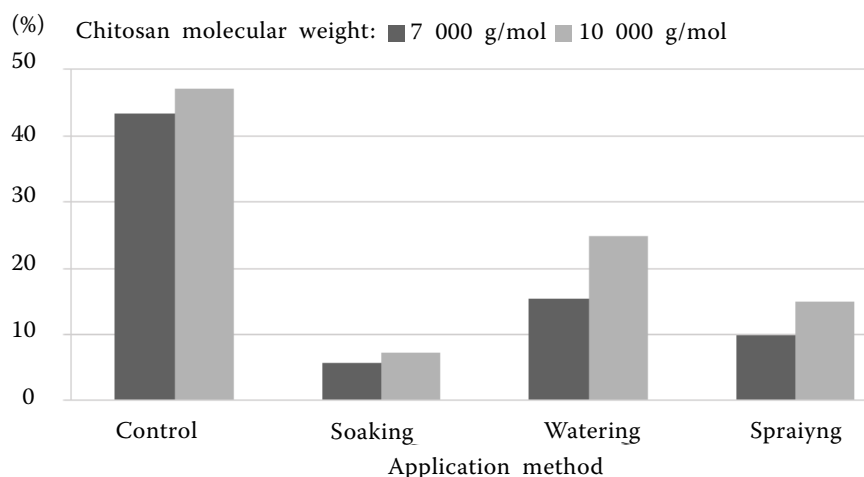 (%) Chitosan molecular weight: 7 000 g/mol 10 000 g/mol
50
40
30
20
10
0
Control Soaking Watering Spraiyng
Application method